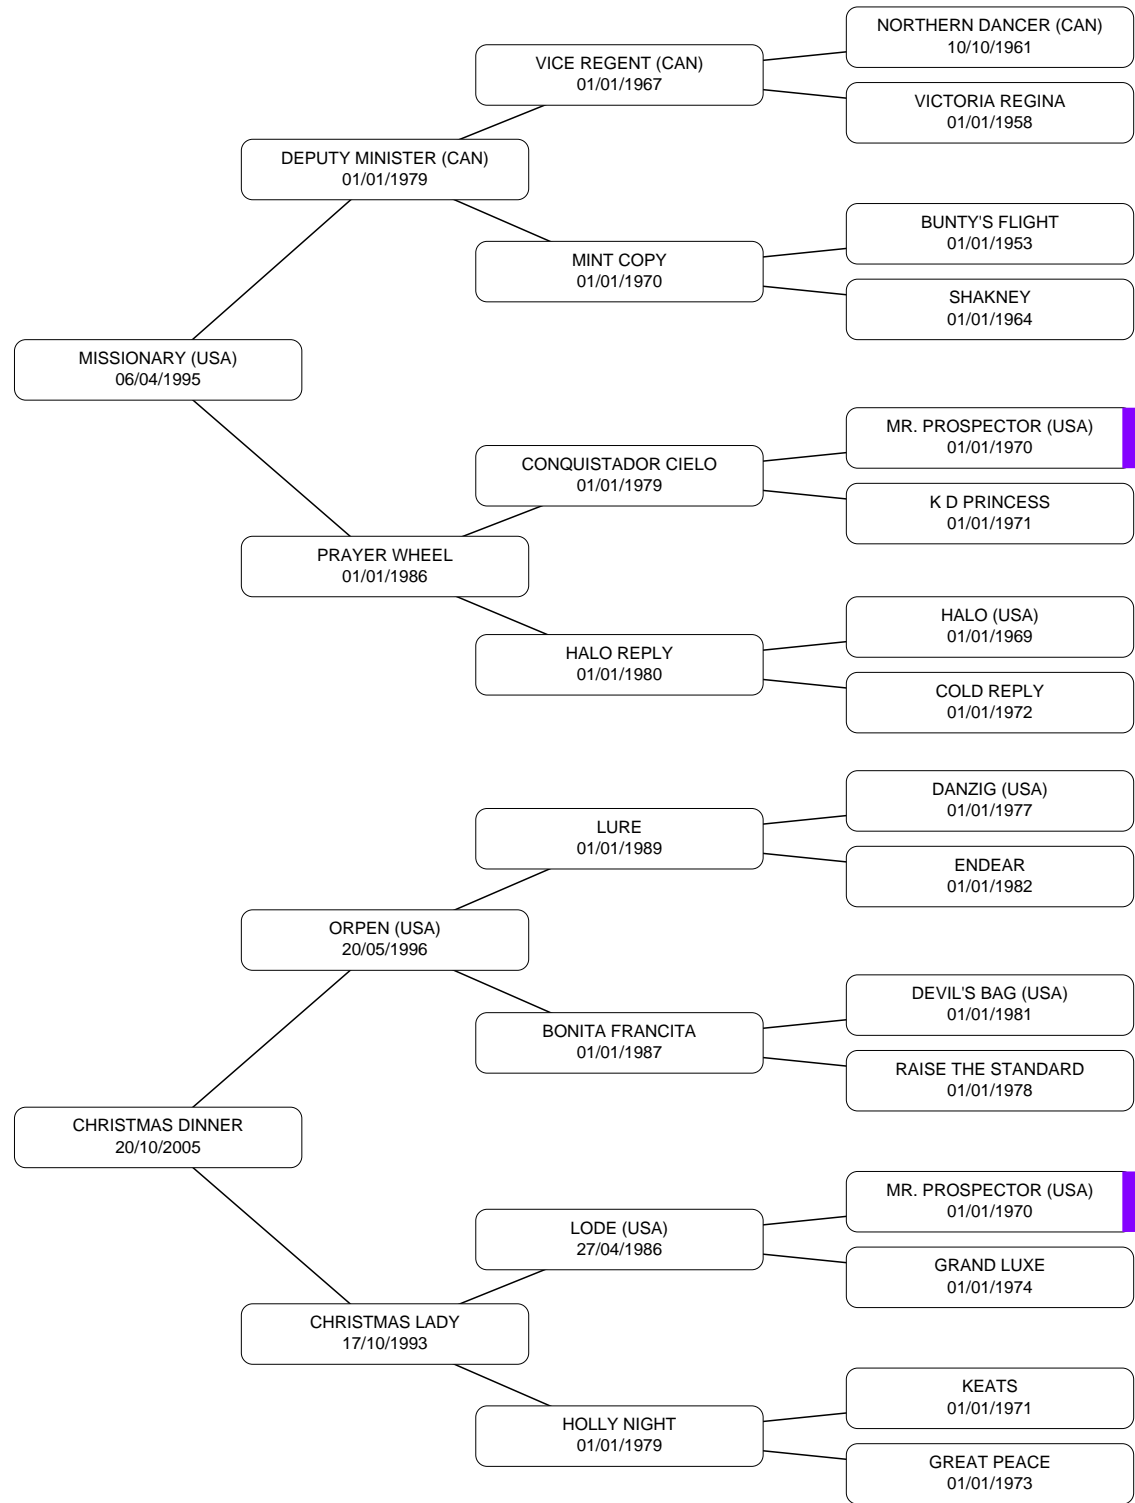 NORTHERN DANCER (CAN)
10/10/1961
VICE REGENT (CAN)
01/01/1967
VICTORIA REGINA
01/01/1958
DEPUTY MINISTER (CAN)
01/01/1979
BUNTY'S FLIGHT
01/01/1953
MINT COPY
01/01/1970
SHAKNEY
01/01/1964
MISSIONARY (USA)
06/04/1995
MR. PROSPECTOR (USA)
01/01/1970
CONQUISTADOR CIELO
01/01/1979
K D PRINCESS
01/01/1971
PRAYER WHEEL
01/01/1986
HALO (USA)
01/01/1969
HALO REPLY
01/01/1980
COLD REPLY
01/01/1972
DANZIG (USA)
01/01/1977
LURE
01/01/1989
ENDEAR
01/01/1982
ORPEN (USA)
20/05/1996
DEVIL'S BAG (USA)
01/01/1981
BONITA FRANCITA
01/01/1987
RAISE THE STANDARD
01/01/1978
CHRISTMAS DINNER
20/10/2005
MR. PROSPECTOR (USA)
01/01/1970
LODE (USA)
27/04/1986
GRAND LUXE
01/01/1974
CHRISTMAS LADY
17/10/1993
KEATS
01/01/1971
HOLLY NIGHT
01/01/1979
GREAT PEACE
01/01/1973